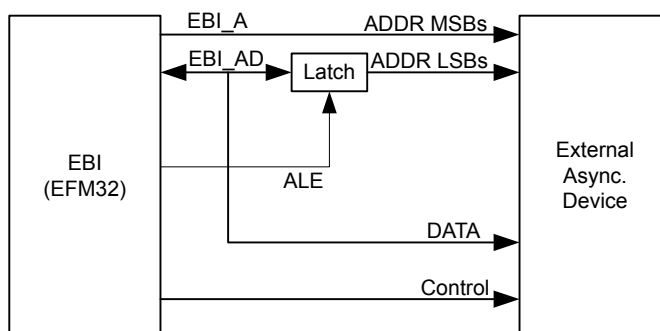 EBI_A
ADDR MSBs
EBI_AD
Latch
ADDR LSBs
EBI
(EFM32)
ALE
External
Async.
Device
DATA
Control